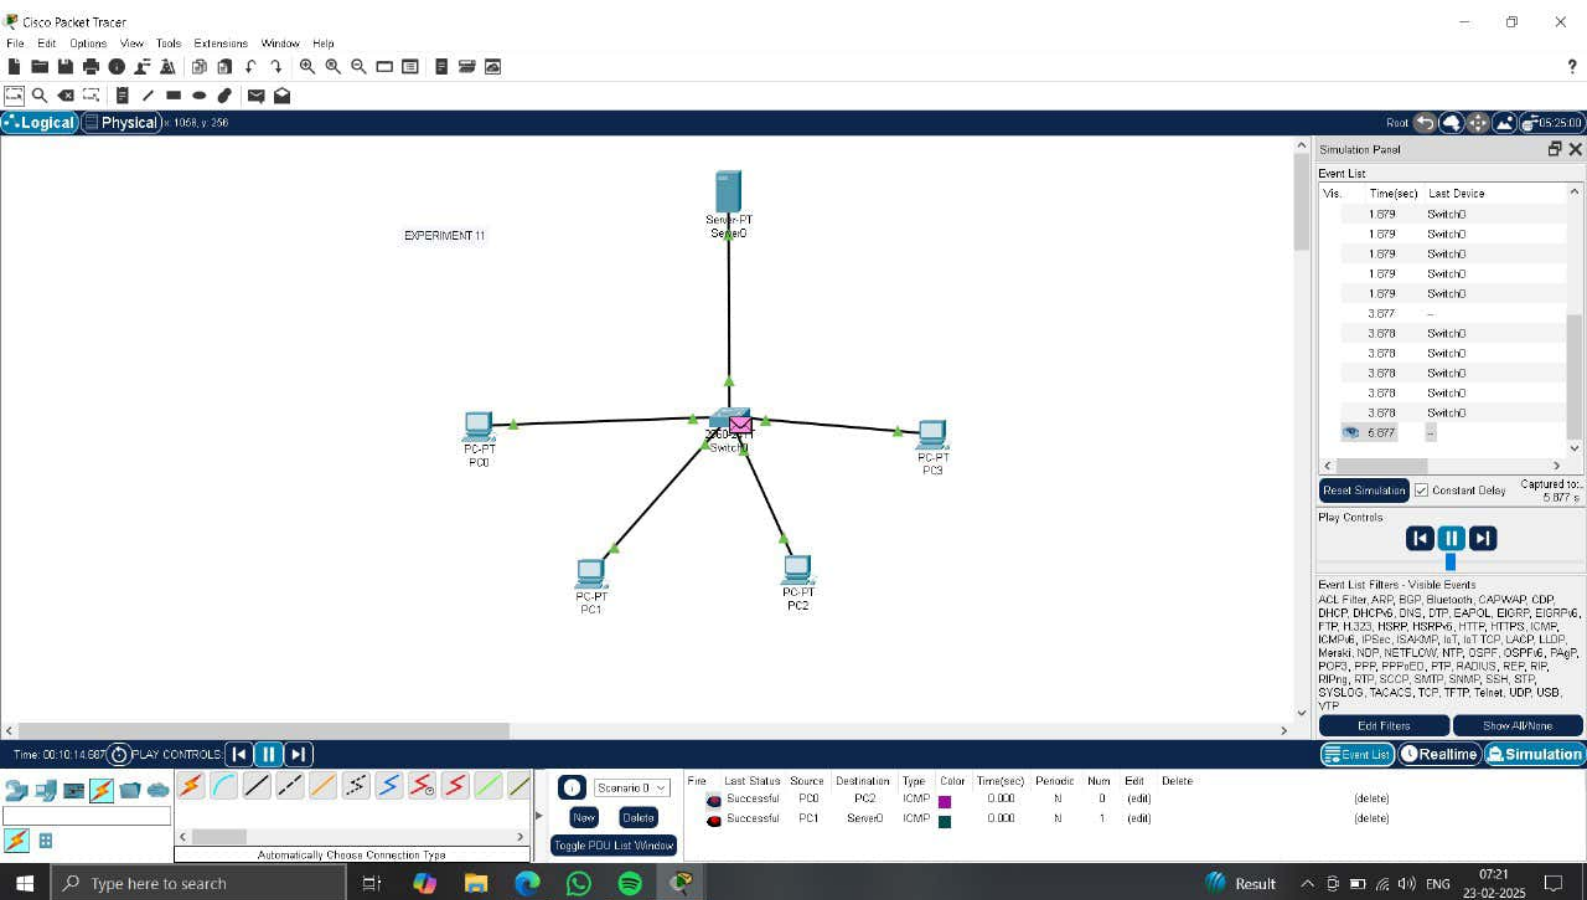 Cisco Packet Tracer
File Edit Options View Tools Extensions Window Help
Logical Physical x: 1058, y: 256
Root 05:25:00
EXPERIMENT 11
Server-PT
Server0
Switch0
PC-PT
PC0
PC-PT
PC3
PC-PT
PC1
PC-PT
PC2
Simulation Panel
Event List
Vis. Time(sec) Last Device
1.679 Switch0
1.679 Switch0
1.679 Switch0
1.679 Switch0
1.679 Switch0
3.677 --
3.678 Switch0
3.678 Switch0
3.678 Switch0
3.678 Switch0
3.678 Switch0
5.677 --
Reset Simulation Constant Delay Captured to:
5.677 s
Play Controls
Event List Filters - Visible Events
ACL Filter, ARP, BGP, Bluetooth, CAPWAP, CDP,
DHCP, DHCPv6, DNS, DTP, EAPOL, EIGRP, EIGRPv6,
FTP, H.323, HSRP, HSRPv6, HTTP, HTTPS, ICMP,
ICMPv6, IPSec, ISAKMP, IoT, IoT TCP, LACP, LLDP,
Meraki, NDP, NETFLOW, NTP, OSPF, OSPFv6, PAgP,
POP3, PPP, PPPoED, PTP, RADIUS, REP, RIP,
RIPng, RTP, SCCP, SMTP, SNMP, SSH, STP,
SYSLOG, TACACS, TCP, TFTP, Telnet, UDP, USB,
VTP
Edit Filters Show All/None
Time: 00:10:14.687 PLAY CONTROLS:
Event List Realtime Simulation
Scenario 0
New Delete
Toggle PDU List Window
Automatically Choose Connection Type
Fire Last Status Source Destination Type Color Time(sec) Periodic Num Edit Delete
Successful PC0 PC2 ICMP 0.000 N 0 (edit) (delete)
Successful PC1 Server0 ICMP 0.000 N 1 (edit) (delete)
Type here to search
Result ENG 07:21
23-02-2025